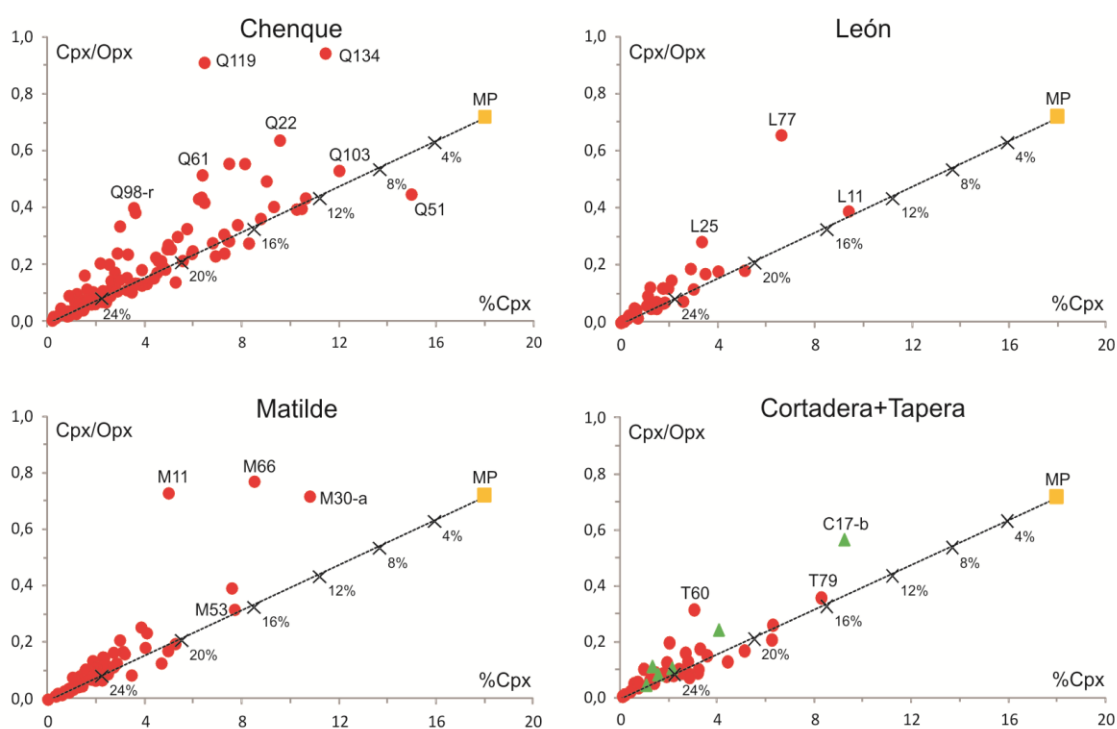 Chenque
Cpx/Opx
1,0
0,8
0,6
0,4
0,2
0,0
Q119
Q134
Q22
Q61
Q103
Q98-r
Q51
MP
4%
8%
12%
16%
20%
24%
%Cpx
0
4
8
12
16
20
León
Cpx/Opx
1,0
0,8
0,6
0,4
0,2
0,0
L77
L11
L25
MP
4%
8%
12%
16%
20%
24%
%Cpx
0
4
8
12
16
20
Matilde
Cpx/Opx
1,0
0,8
0,6
0,4
0,2
0,0
M11
M66
M30-a
M53
MP
4%
8%
12%
16%
20%
24%
%Cpx
0
4
8
12
16
20
Cortadera+Tapera
Cpx/Opx
1,0
0,8
0,6
0,4
0,2
0,0
C17-b
T60
T79
MP
4%
8%
12%
16%
20%
24%
%Cpx
0
4
8
12
16
20